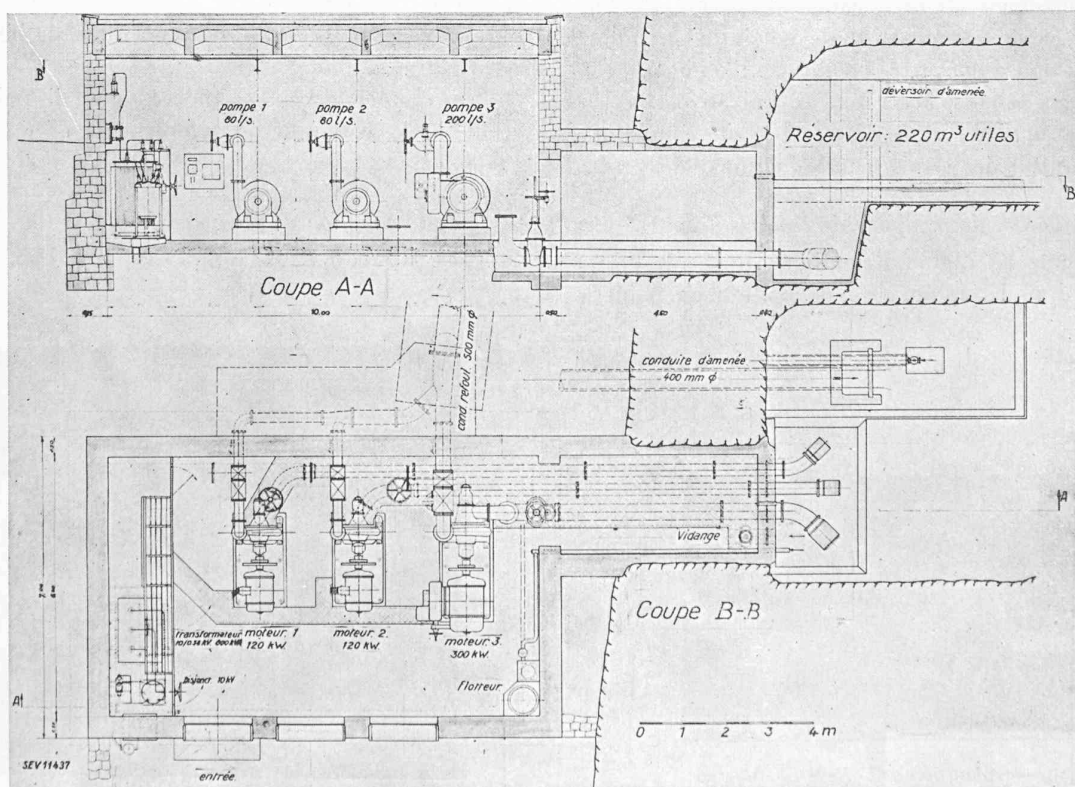 B
pompe 1
80 l/s.
pompe 2
80 l/s.
pompe 3
200 l/s.
déversoir d'amenée
Reservoir: 220 m³ utiles
B
Coupe A-A
10.00
conduite d'amenée
400 mm ϕ
cond. refoul. 500 mm ϕ
A
Vidange
Coupe B-B
transformateur
moteur. 1
120 kW.
moteur 2.
120 kW.
moteur 3.
300 kW.
Disjonct 10 kV
Flotteur
A
0 1 2 3 4 m
SEV 11437
entrée